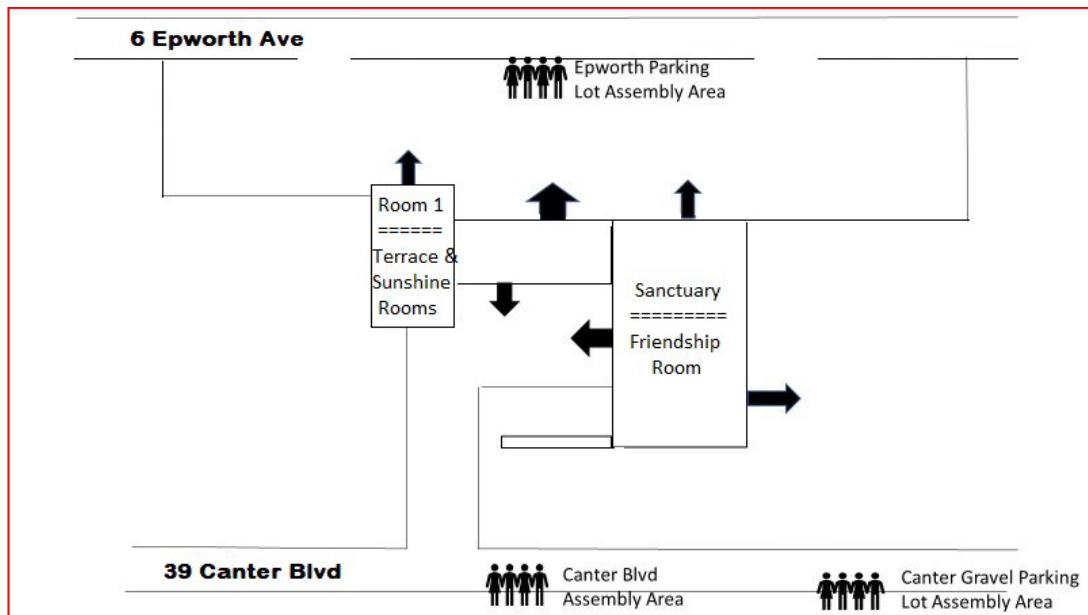 6 Epworth Ave
Epworth Parking
Lot Assembly Area
Room 1
======
Terrace &
Sunshine
Rooms
Sanctuary
=========
Friendship
Room
39 Canter Blvd
Canter Blvd
Assembly Area
Canter Gravel Parking
Lot Assembly Area